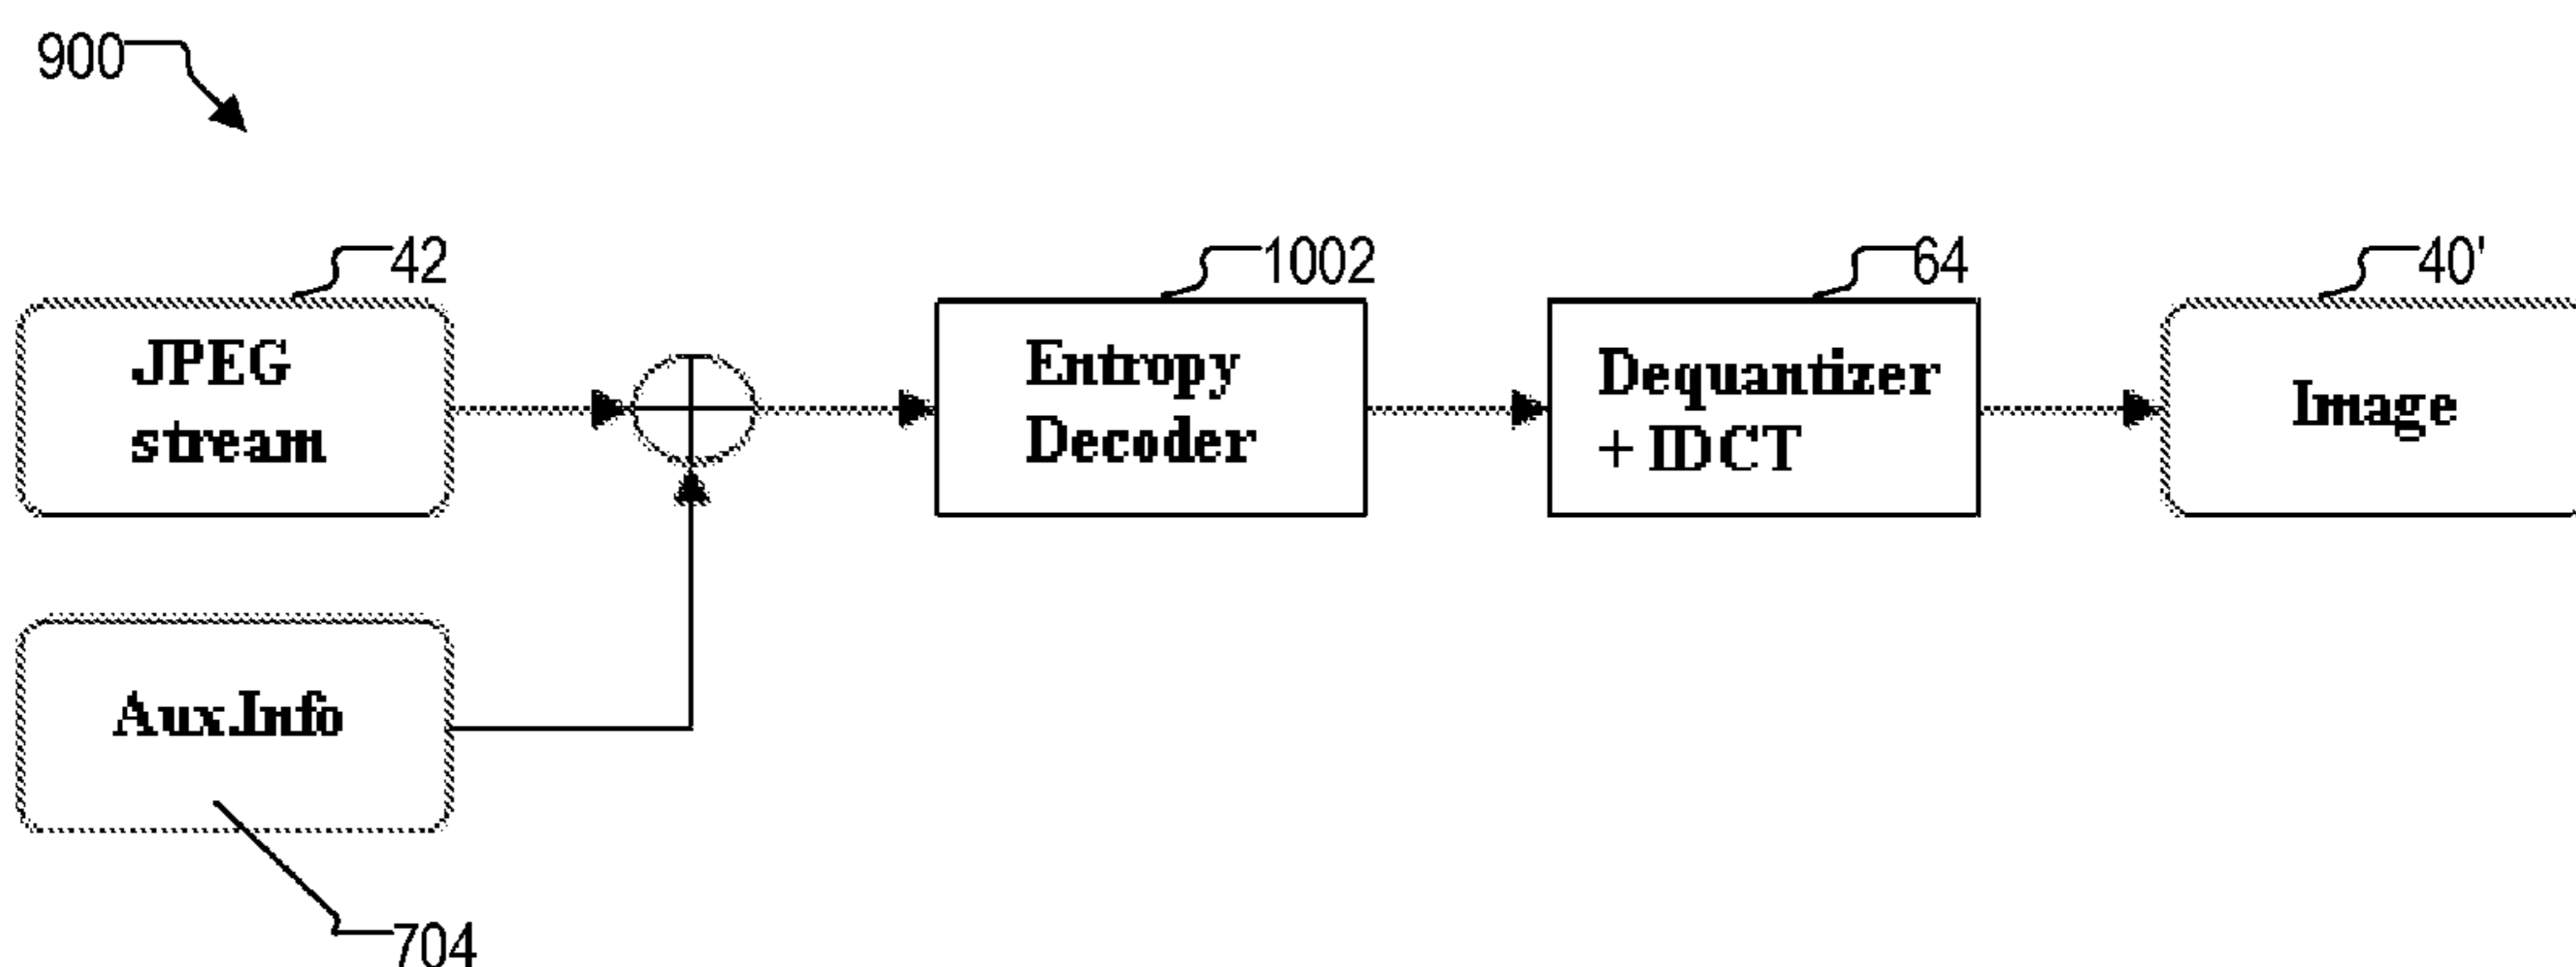 900
42
1002
64
40'
JPEG
stream
Entropy
Decoder
Dequantizer
+ IDCT
Image
Aux.Info
704